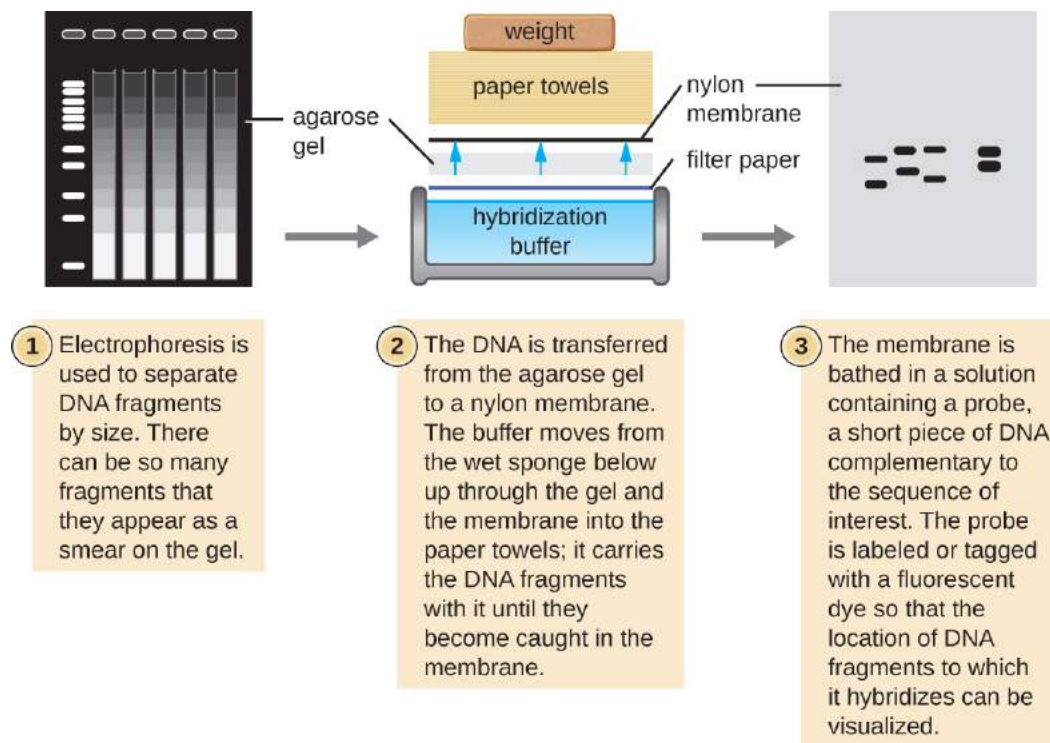 weight
paper towels
agarose
gel
nylon
membrane
filter paper
hybridization
buffer
1 Electrophoresis is
used to separate
DNA fragments
by size. There
can be so many
fragments that
they appear as a
smear on the gel.
2 The DNA is transferred
from the agarose gel
to a nylon membrane.
The buffer moves from
the wet sponge below
up through the gel and
the membrane into the
paper towels; it carries
the DNA fragments
with it until they
become caught in the
membrane.
3 The membrane is
bathed in a solution
containing a probe,
a short piece of DNA
complementary to
the sequence of
interest. The probe
is labeled or tagged
with a fluorescent
dye so that the
location of DNA
fragments to which
it hybridizes can be
visualized.